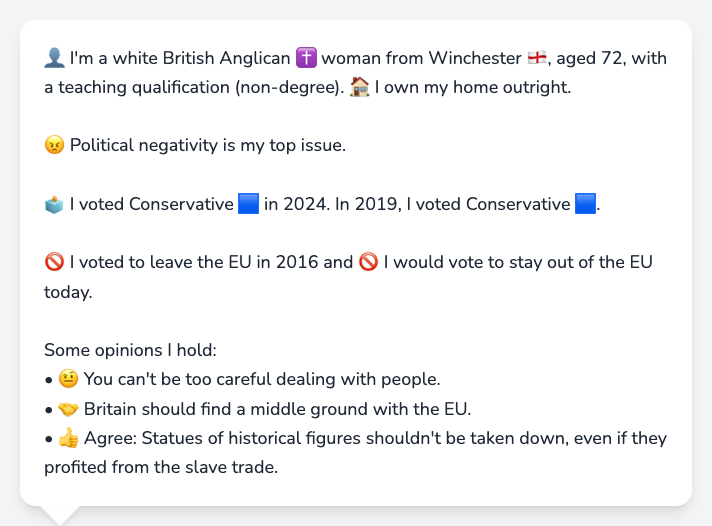 👤 I'm a white British Anglican ✝️ woman from Winchester 🏴󠁧󠁢󠁥󠁮󠁧󠁿, aged 72, with
a teaching qualification (non-degree). 🏠 I own my home outright.
😠 Political negativity is my top issue.
🗳️ I voted Conservative 🟦 in 2024. In 2019, I voted Conservative 🟦.
🚫 I voted to leave the EU in 2016 and 🚫 I would vote to stay out of the EU
today.
Some opinions I hold:
• 🤨 You can't be too careful dealing with people.
• 🤝 Britain should find a middle ground with the EU.
• 👍 Agree: Statues of historical figures shouldn't be taken down, even if they
profited from the slave trade.